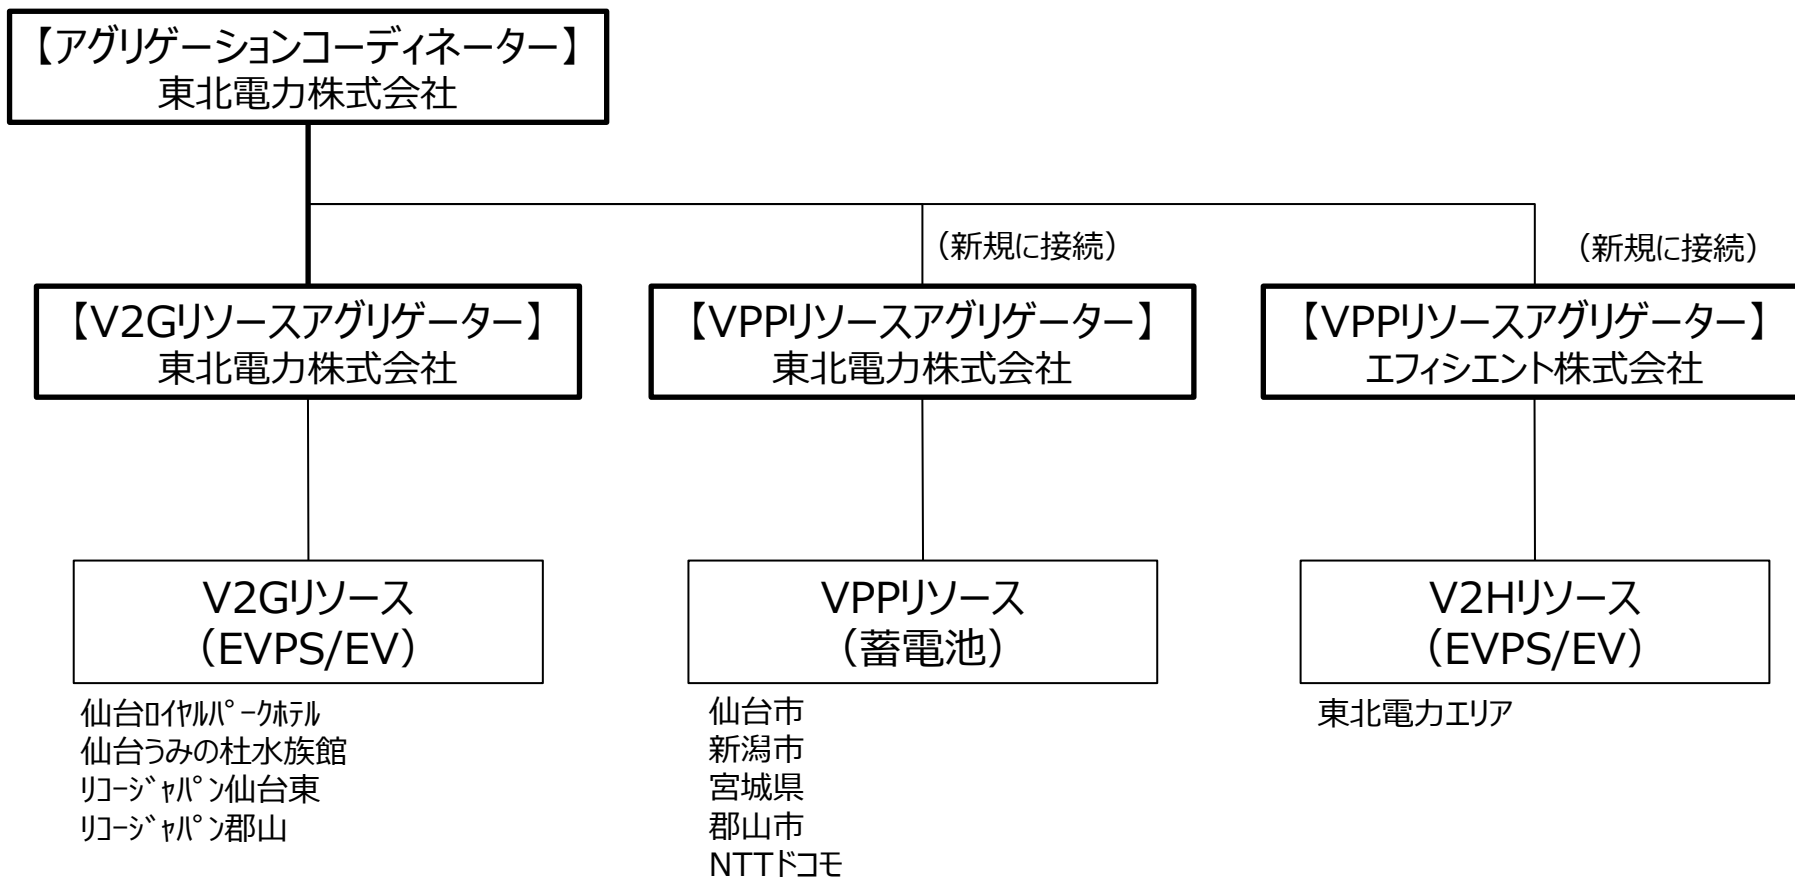 【アグリゲーションコーディネーター】
東北電力株式会社
（新規に接続）
（新規に接続）
【V2Gリソースアグリゲーター】
東北電力株式会社
【VPPリソースアグリゲーター】
東北電力株式会社
【VPPリソースアグリゲーター】
エフィシエント株式会社
V2Gリソース
（EVPS/EV）
仙台ﾛｲﾔﾙﾊﾟｰｸﾎﾃﾙ
仙台うみの杜水族館
ﾘｺｰｼﾞｬﾊﾟﾝ仙台東
ﾘｺｰｼﾞｬﾊﾟﾝ郡山
VPPリソース
（蓄電池）
仙台市
新潟市
宮城県
郡山市
NTTドコモ
V2Hリソース
（EVPS/EV）
東北電力エリア